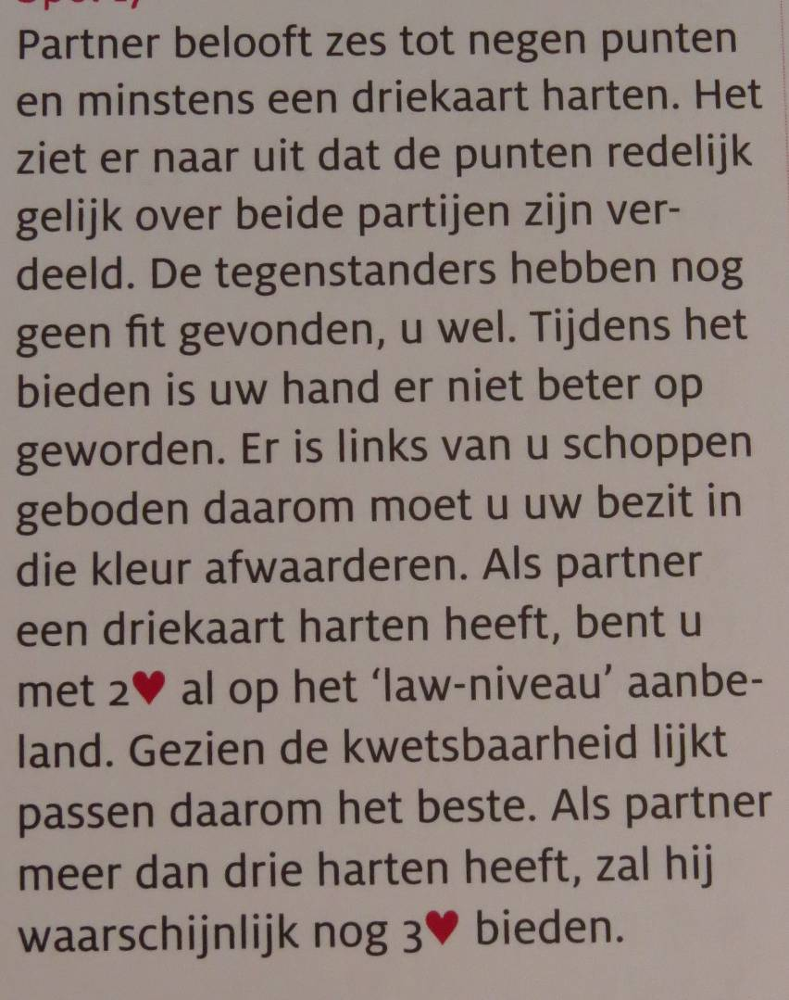 Partner belooft zes tot negen punten
en minstens een driekaart harten. Het
ziet er naar uit dat de punten redelijk
gelijk over beide partijen zijn ver-
deeld. De tegenstanders hebben nog
geen fit gevonden, u wel. Tijdens het
bieden is uw hand er niet beter op
geworden. Er is links van u schoppen
geboden daarom moet u uw bezit in
die kleur afwaarderen. Als partner
een driekaart harten heeft, bent u
met 2♥ al op het ‘law-niveau’ aanbe-
land. Gezien de kwetsbaarheid lijkt
passen daarom het beste. Als partner
meer dan drie harten heeft, zal hij
waarschijnlijk nog 3♥ bieden.